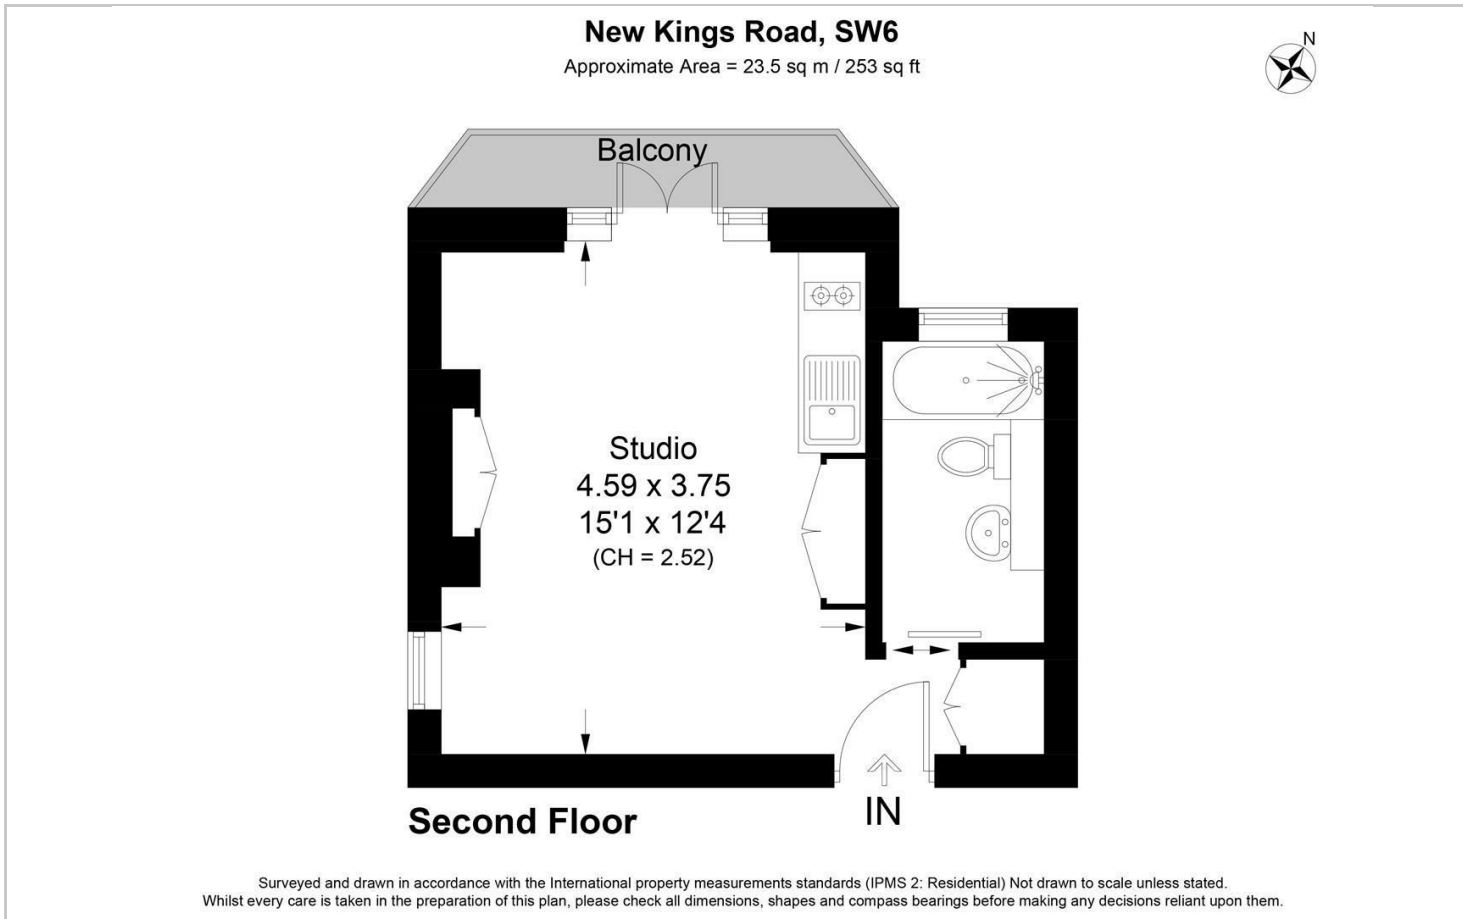 New Kings Road, SW6
Approximate Area = 23.5 sq m / 253 sq ft
N
Balcony
Studio
4.59 x 3.75
15'1 x 12'4
(CH = 2.52)
IN
Second Floor
Surveyed and drawn in accordance with the International property measurements standards (IPMS 2: Residential) Not drawn to scale unless stated.
Whilst every care is taken in the preparation of this plan, please check all dimensions, shapes and compass bearings before making any decisions reliant upon them.